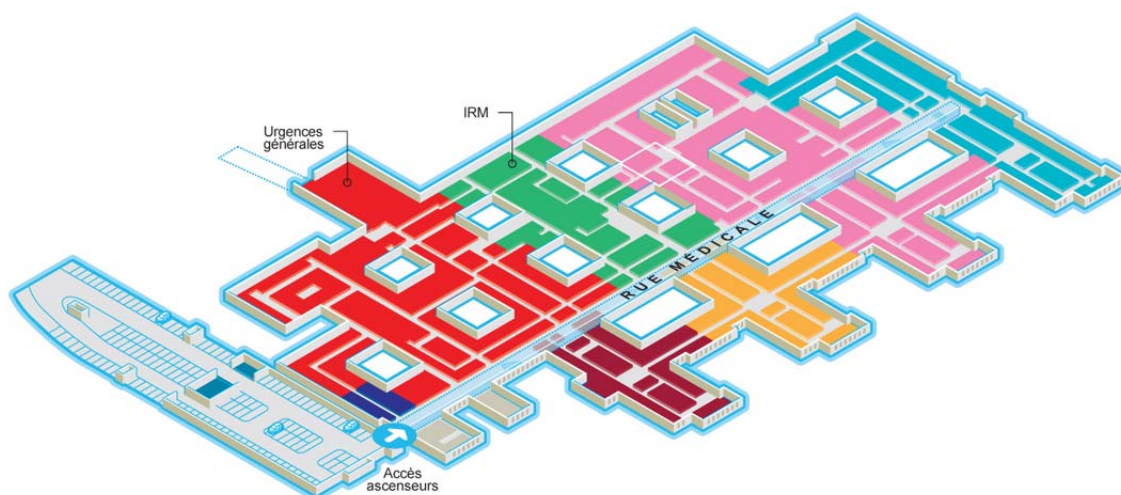 IRM
Urgences
générales
RUE MÉDICALE
Accès
ascenseurs